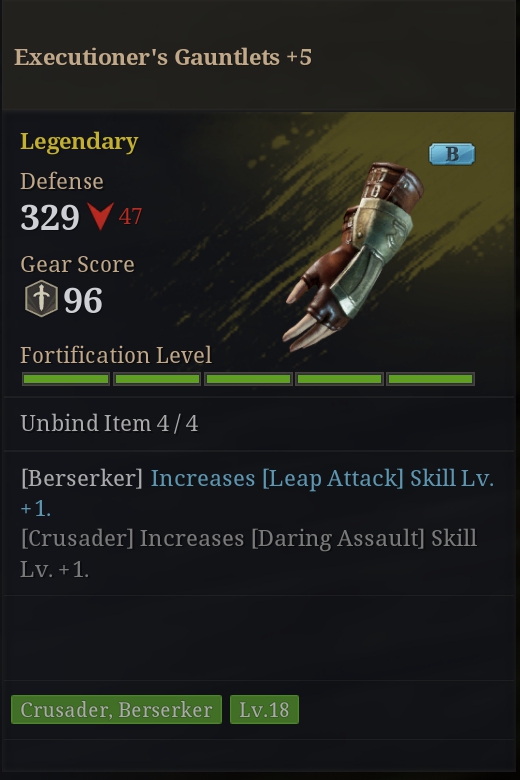 Executioner's Gauntlets +5
Legendary
B
Defense
329 47
Gear Score
96
Fortification Level
Unbind Item 4 / 4
[Berserker] Increases [Leap Attack] Skill Lv.
+1.
[Crusader] Increases [Daring Assault] Skill
Lv. +1.
Crusader, Berserker Lv.18